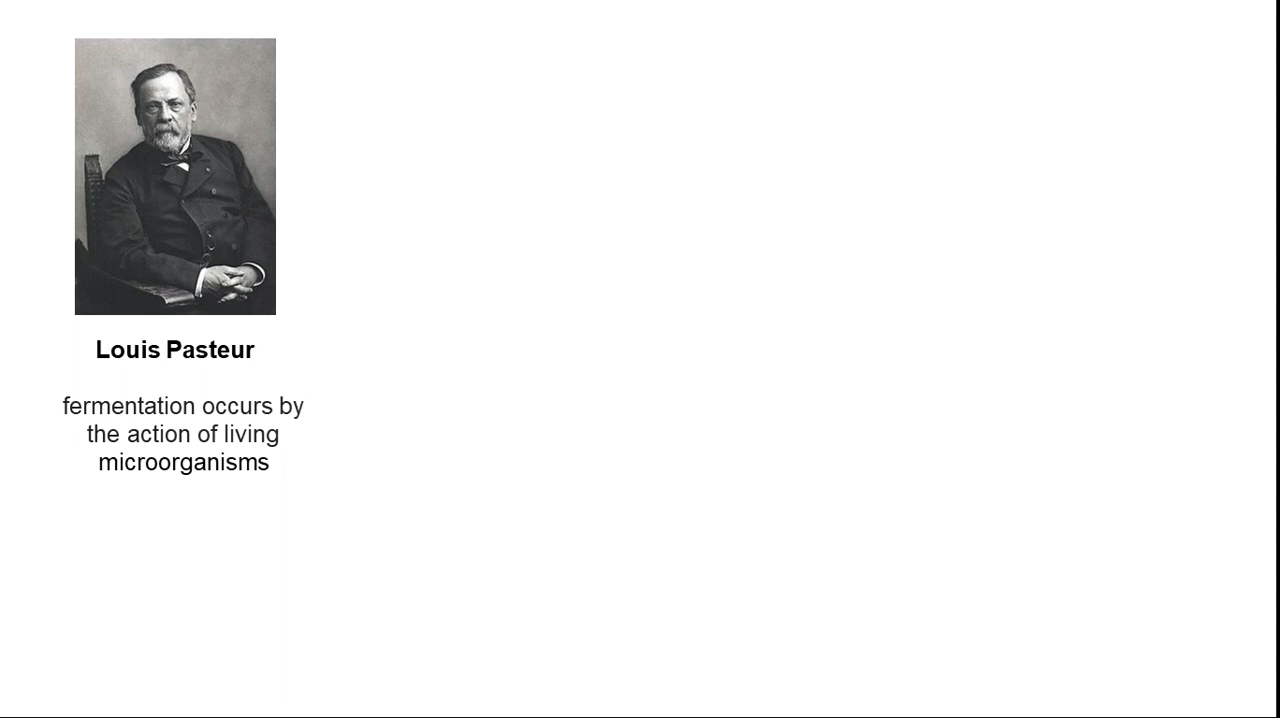 Louis Pasteur
fermentation occurs by
the action of living
microorganisms